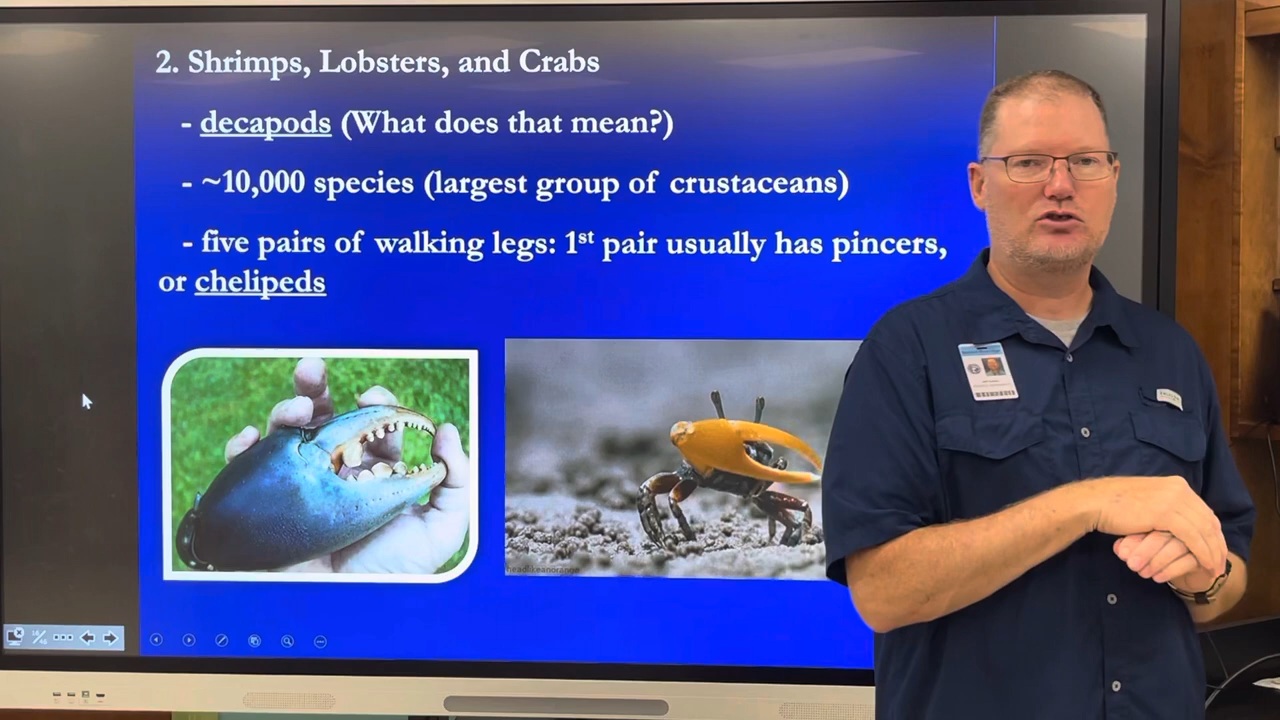 2. Shrimps, Lobsters, and Crabs
- decapods (What does that mean?)
- ~10,000 species (largest group of crustaceans)
- five pairs of walking legs: 1st pair usually has pincers,
or chelipeds
headlikeanorange